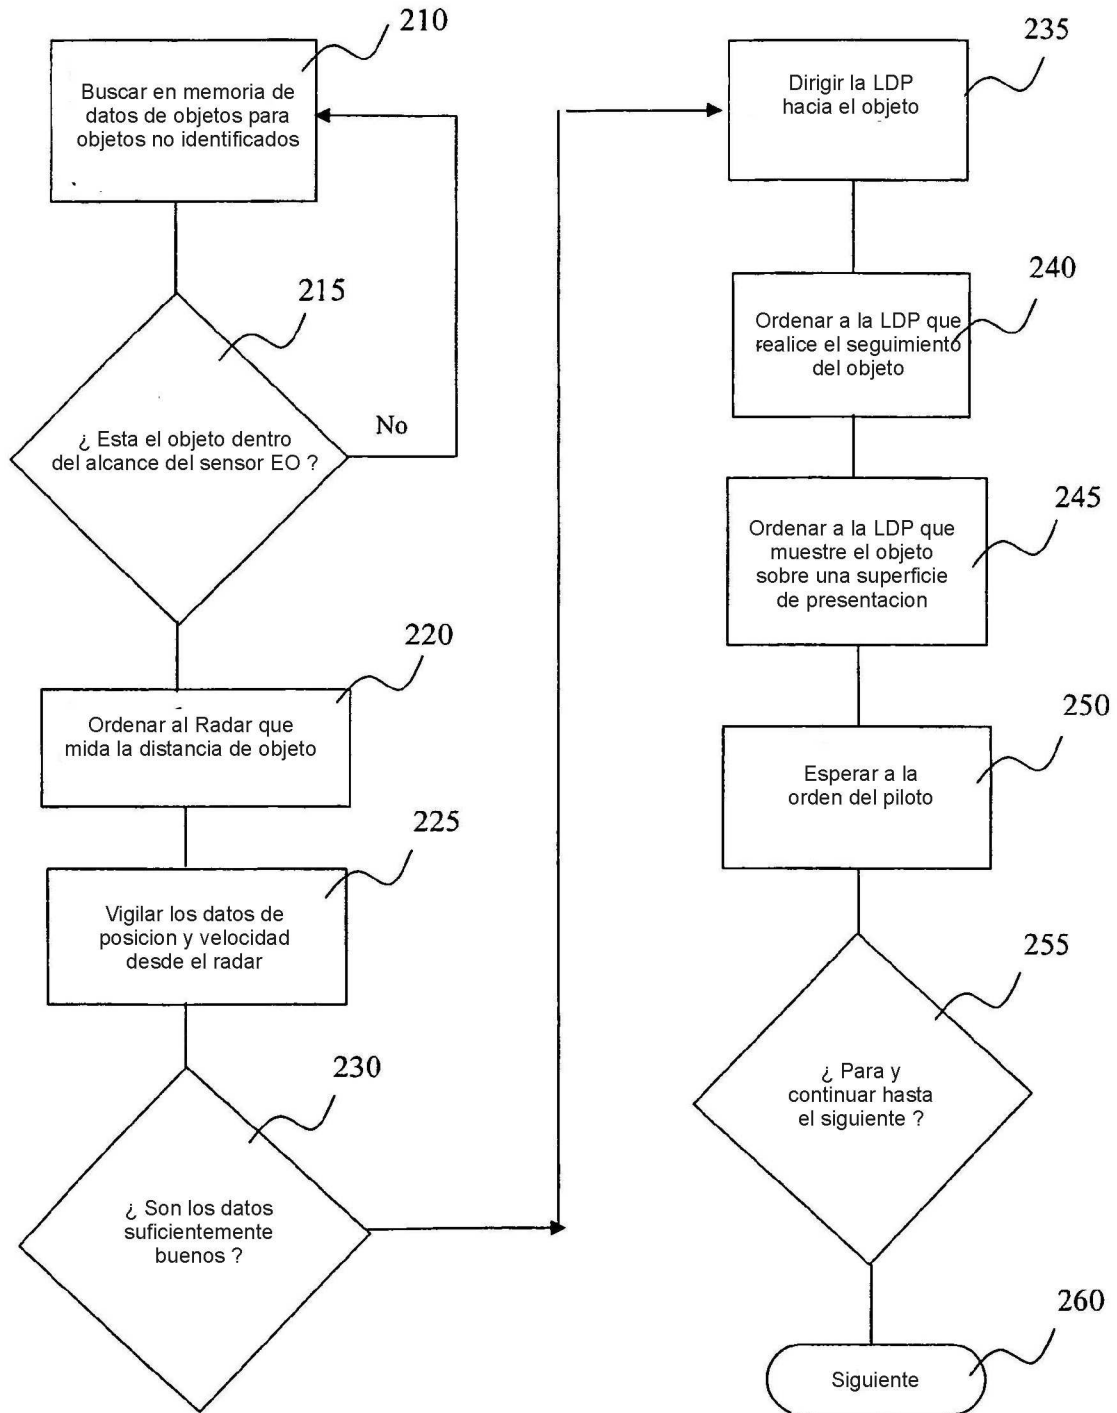 210
Buscar en memoria de
datos de objetos para
objetos no identificados
215
¿ Esta el objeto dentro
del alcance del sensor EO ?
No
220
Ordenar al Radar que
mida la distancia de objeto
225
Vigilar los datos de
posicion y velocidad
desde el radar
230
¿ Son los datos
suficientemente
buenos ?
235
Dirigir la LDP
hacia el objeto
240
Ordenar a la LDP que
realice el seguimiento
del objeto
245
Ordenar a la LDP que
muestre el objeto
sobre una superficie
de presentacion
250
Esperar a la
orden del piloto
255
¿ Para y
continuar hasta
el siguiente ?
260
Siguiente